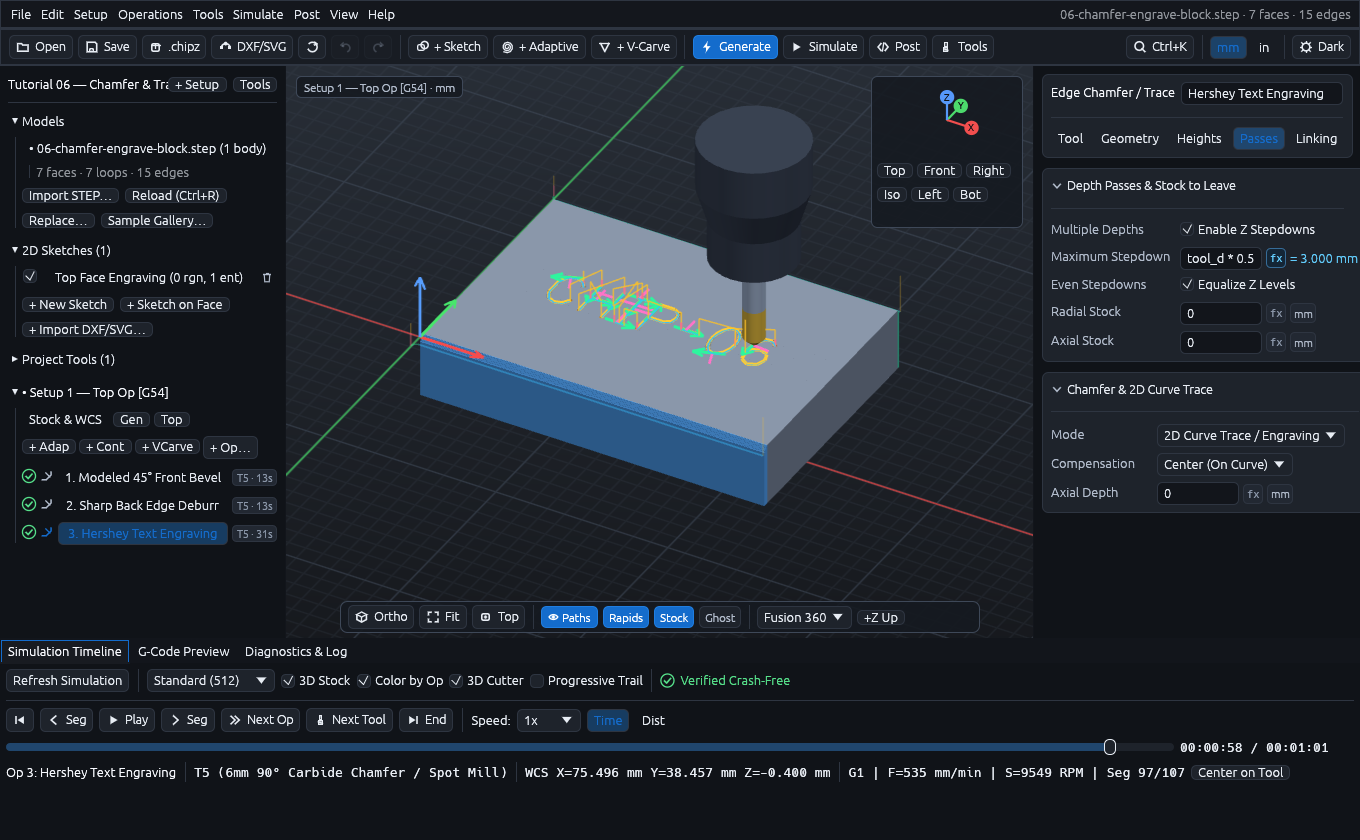 File Edit Setup Operations Tools Simulate Post View Help 06-chamfer-engrave-block.step · 7 faces · 15 edges
Open Save .chipz DXF/SVG + Sketch + Adaptive + V-Carve Generate Simulate Post Tools Ctrl+K mm in Dark
Tutorial 06 — Chamfer & Tra + Setup Tools
Models
• 06-chamfer-engrave-block.step (1 body)
7 faces · 7 loops · 15 edges
Import STEP... Reload (Ctrl+R)
Replace... Sample Gallery...
2D Sketches (1)
Top Face Engraving (0 rgn, 1 ent)
+ New Sketch + Sketch on Face
+ Import DXF/SVG...
Project Tools (1)
• Setup 1 — Top Op [G54]
Stock & WCS Gen Top
+ Adap + Cont + VCarve + Op...
1. Modeled 45° Front Bevel T5 · 13s
2. Sharp Back Edge Deburr T5 · 13s
3. Hershey Text Engraving T5 · 31s
Setup 1 — Top Op [G54] · mm
Z
Y
X
Top Front Right
Iso Left Bot
Ortho Fit Top Paths Rapids Stock Ghost Fusion 360 +Z Up
Edge Chamfer / Trace Hershey Text Engraving
Tool Geometry Heights Passes Linking
Depth Passes & Stock to Leave
Multiple Depths Enable Z Stepdowns
Maximum Stepdown tool_d * 0.5 fx = 3.000 mm
Even Stepdowns Equalize Z Levels
Radial Stock 0 fx mm
Axial Stock 0 fx mm
Chamfer & 2D Curve Trace
Mode 2D Curve Trace / Engraving
Compensation Center (On Curve)
Axial Depth 0 fx mm
Simulation Timeline G-Code Preview Diagnostics & Log
Refresh Simulation Standard (512) 3D Stock Color by Op 3D Cutter Progressive Trail Verified Crash-Free
Seg Play Seg Next Op Next Tool End Speed: 1x Time Dist
00:00:58 / 00:01:01
Op 3: Hershey Text Engraving T5 (6mm 90° Carbide Chamfer / Spot Mill) WCS X=75.496 mm Y=38.457 mm Z=-0.400 mm G1 | F=535 mm/min | S=9549 RPM | Seg 97/107 Center on Tool